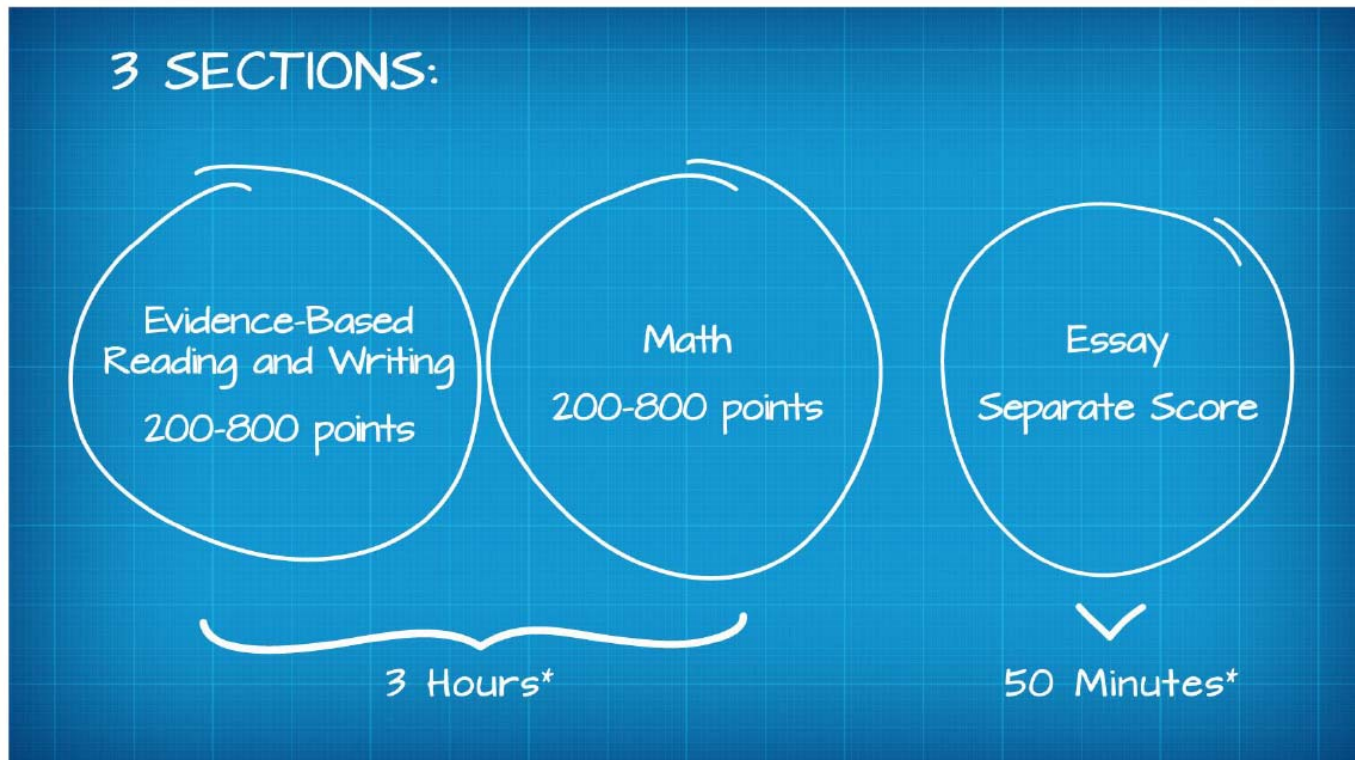 3 SECTIONS:
Evidence-Based
Reading and Writing
200-800 points
Math
200-800 points
Essay
Separate Score
3 Hours*
50 Minutes*